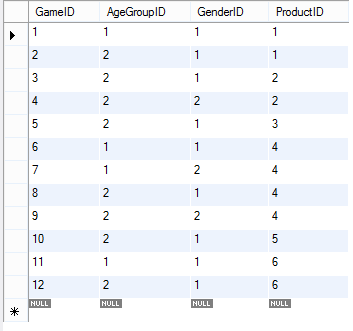 GameID AgeGroupID GenderID ProductID
1 1 1 1
2 2 1 1
3 2 1 2
4 2 2 2
5 2 1 3
6 1 1 4
7 1 2 4
8 2 1 4
9 2 2 4
10 2 1 5
11 1 1 6
12 2 1 6
NULL NULL NULL NULL